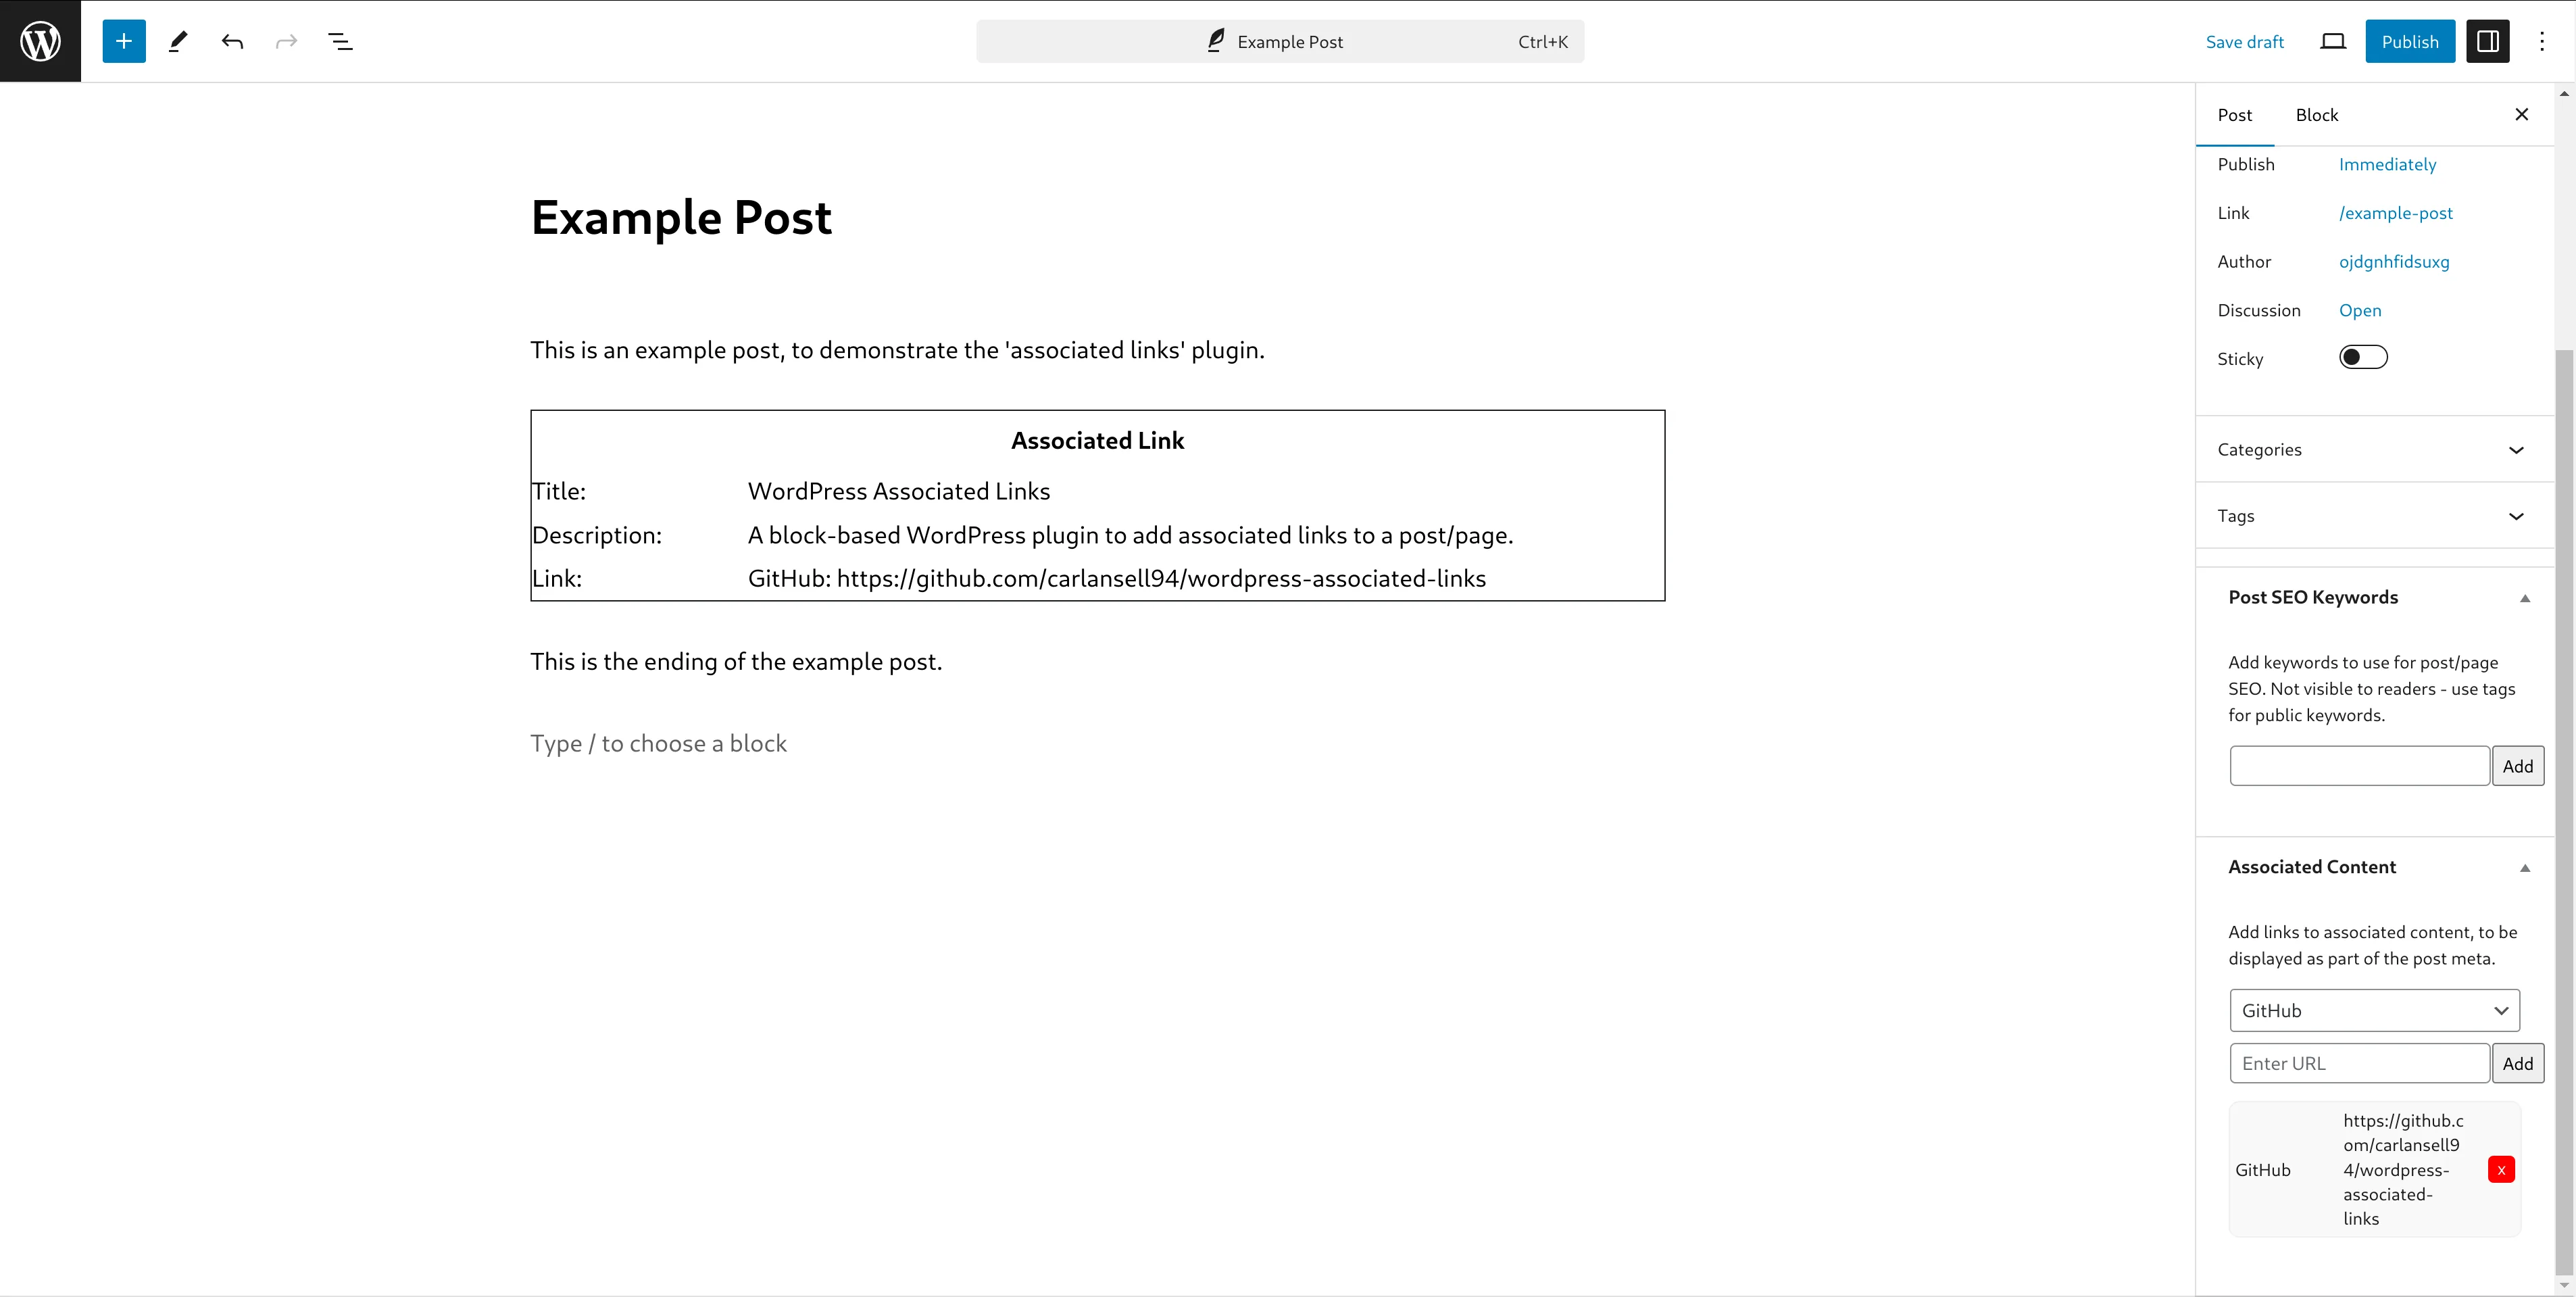 Example Post Ctrl+K
Save draft Publish
Post Block
Publish Immediately
Link /example-post
Author ojdgnhfidsuxg
Discussion Open
Sticky
Categories
Tags
Post SEO Keywords
Add keywords to use for post/page
SEO. Not visible to readers - use tags
for public keywords.
Add
Associated Content
Add links to associated content, to be
displayed as part of the post meta.
GitHub
Enter URL Add
GitHub
https://github.c
om/carlansell9
4/wordpress-
associated-
links
x
Example Post
This is an example post, to demonstrate the 'associated links' plugin.
Associated Link
Title: WordPress Associated Links
Description: A block-based WordPress plugin to add associated links to a post/page.
Link: GitHub: https://github.com/carlansell94/wordpress-associated-links
This is the ending of the example post.
Type / to choose a block